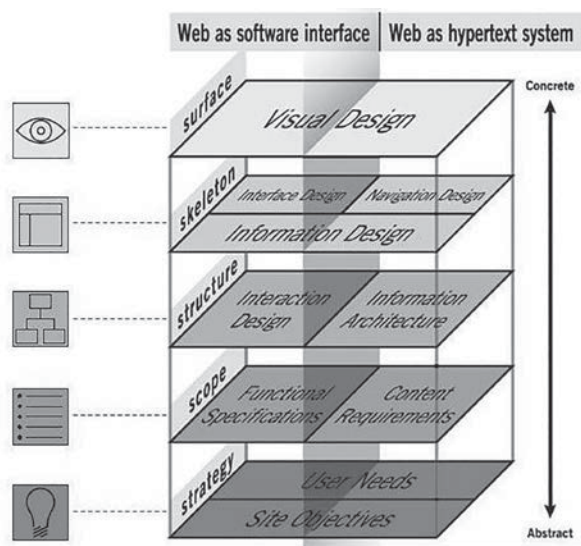 Web as software interface
Web as hypertext system
Concrete
surface
Visual Design
skeleton
Interface Design
Navigation Design
Information Design
structure
Interaction
Design
Information
Architecture
scope
Functional
Specifications
Content
Requirements
strategy
User Needs
Site Objectives
Abstract